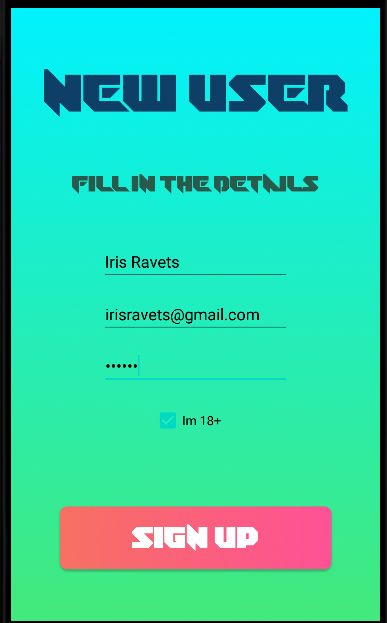 NEW USER
FILL IN THE DETAILS
Iris Ravets
irisravets@gmail.com
••••••
Im 18+
SIGN UP